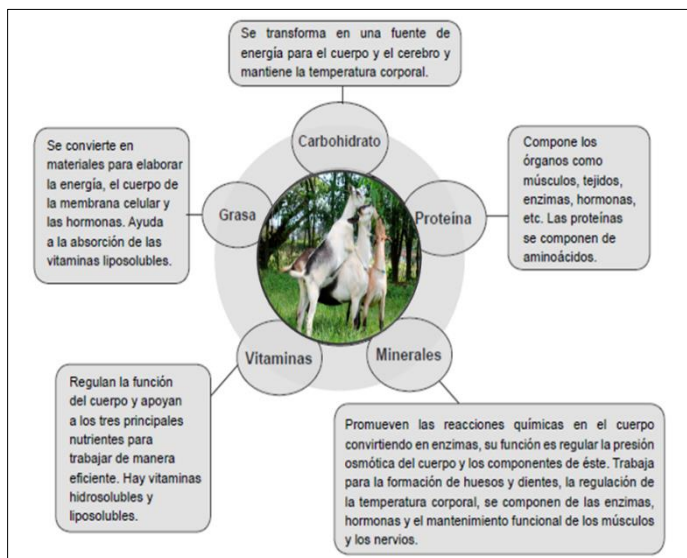 Se transforma en una fuente de
energía para el cuerpo y el cerebro y
mantiene la temperatura corporal.
Carbohidrato
Se convierte en
materiales para elaborar
la energía, el cuerpo de
la membrana celular y
las hormonas. Ayuda
a la absorción de las
vitaminas liposolubles.
Grasa
Proteína
Compone los
órganos como
músculos, tejidos,
enzimas, hormonas,
etc. Las proteínas
se componen de
aminoácidos.
Vitaminas
Minerales
Regulan la función
del cuerpo y apoyan
a los tres principales
nutrientes para
trabajar de manera
eficiente. Hay vitaminas
hidrosolubles y
liposolubles.
Promueven las reacciones químicas en el cuerpo
convirtiendo en enzimas, su función es regular la presión
osmótica del cuerpo y los componentes de éste. Trabaja
para la formación de huesos y dientes, la regulación de
la temperatura corporal, se componen de las enzimas,
hormonas y el mantenimiento funcional de los músculos
y los nervios.